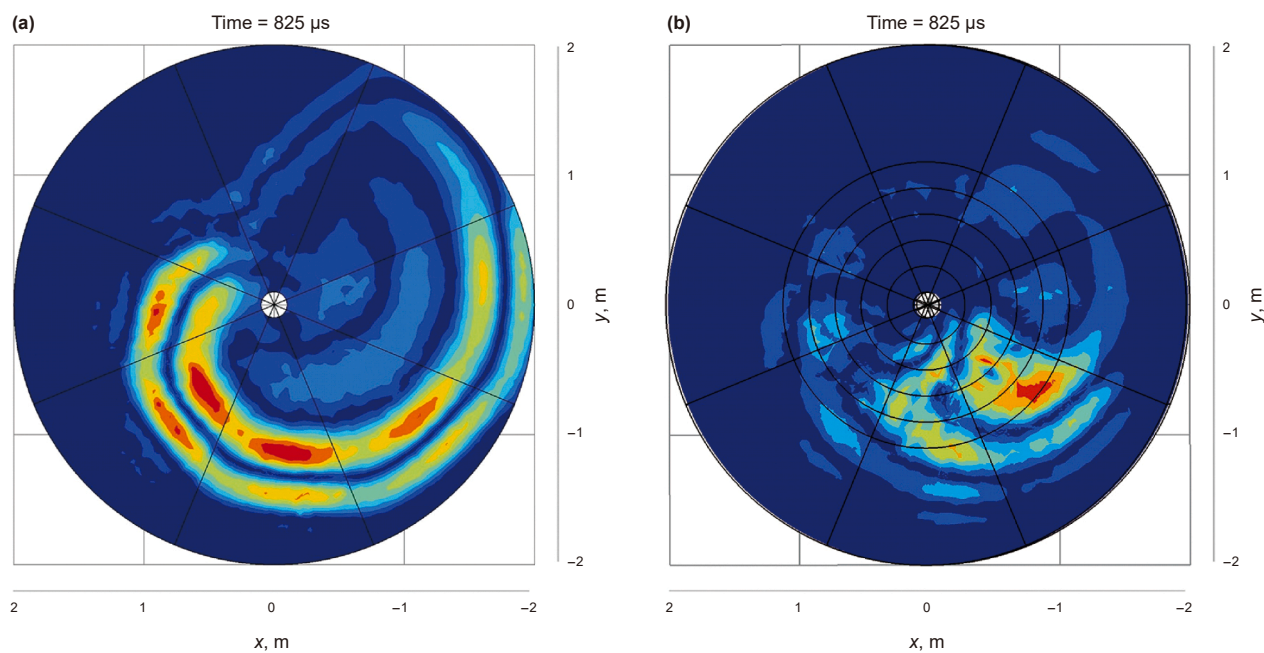 (a)
Time = 825 μs
2
1
0
–1
–2
y, m
2
1
0
–1
–2
x, m
(b)
Time = 825 μs
2
1
0
–1
–2
y, m
2
1
0
–1
–2
x, m